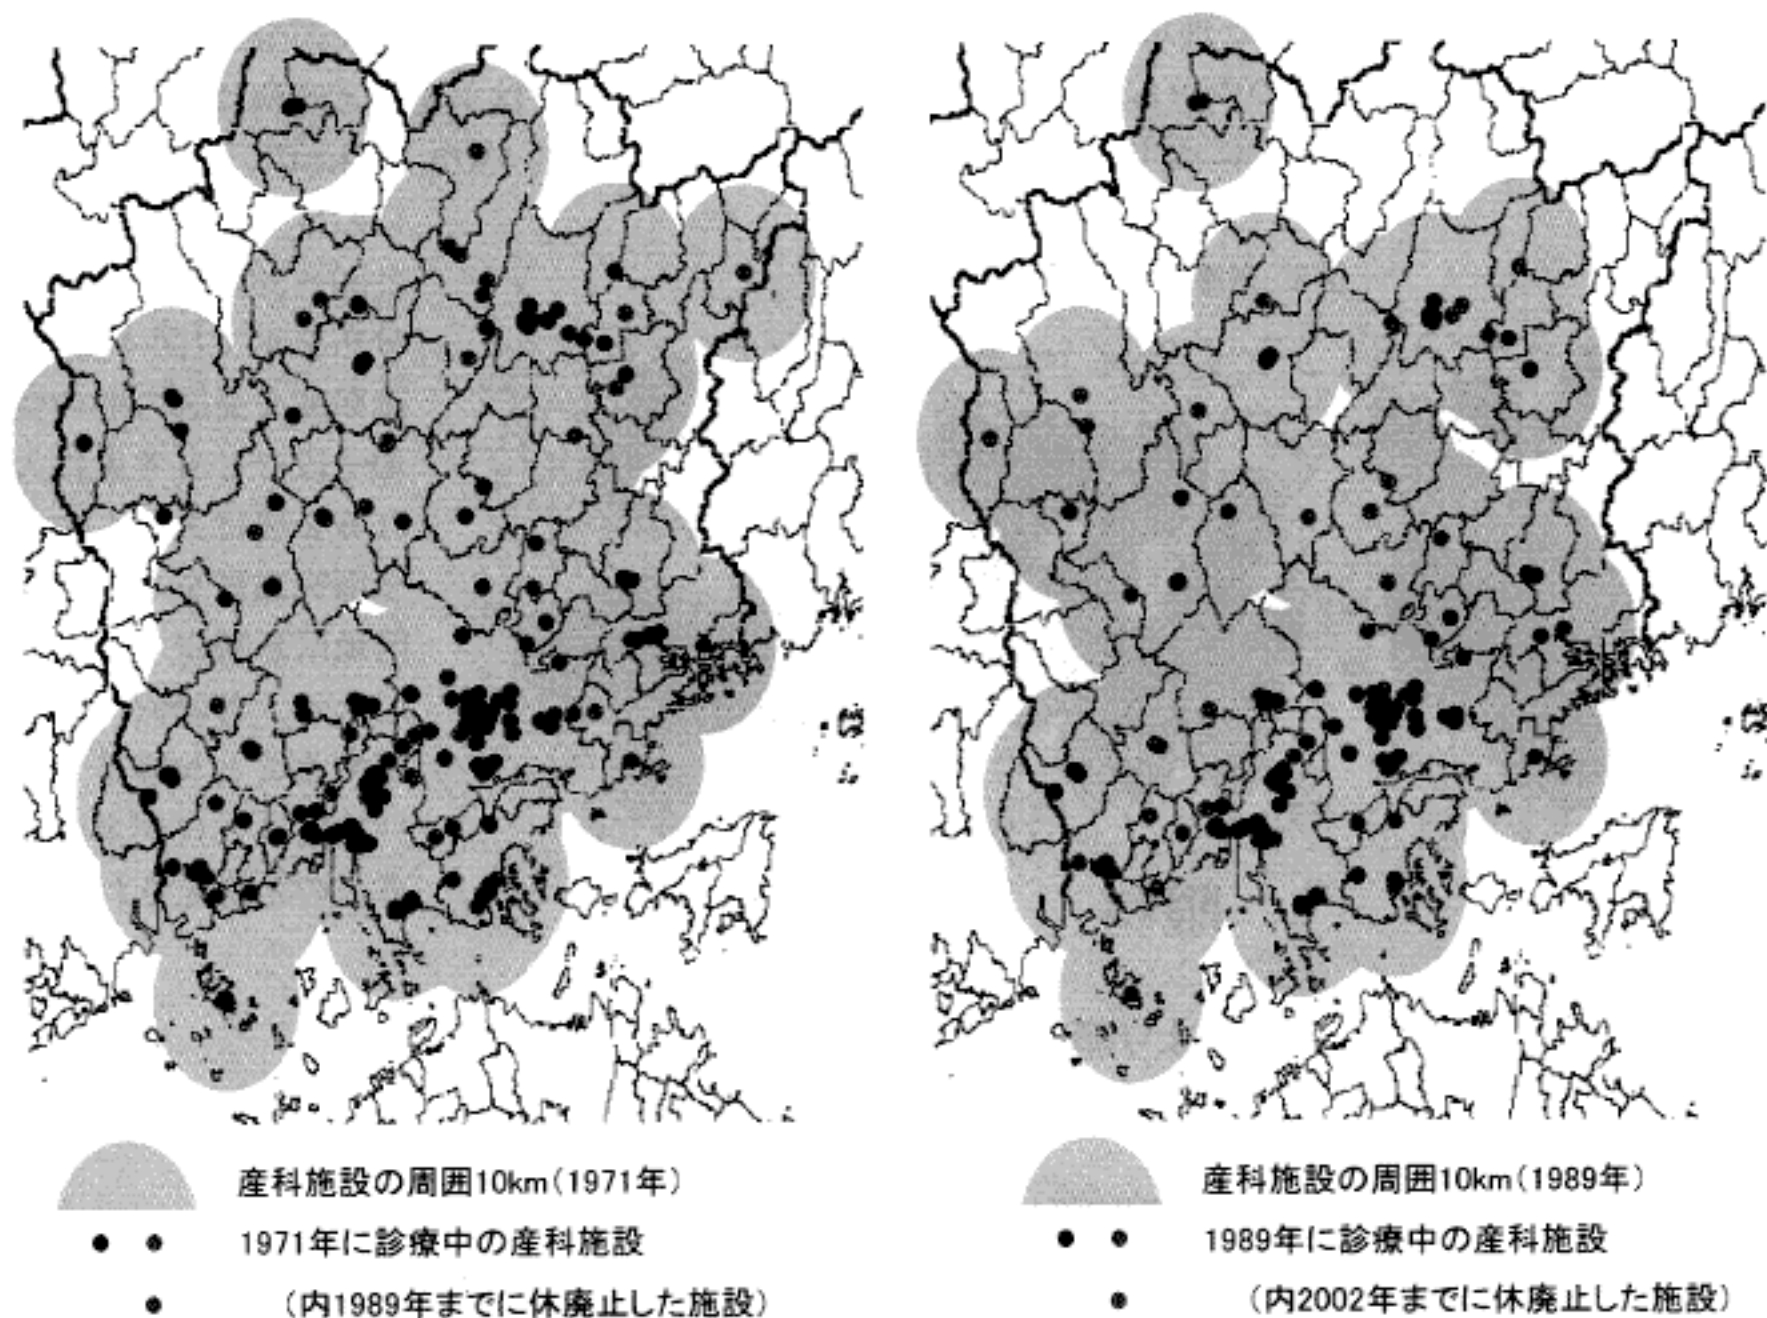 産科施設の周囲10km(1971年)
1971年に診療中の産科施設
(内1989年までに休廃止した施設)
産科施設の周囲10km(1989年)
1989年に診療中の産科施設
(内2002年までに休廃止した施設)